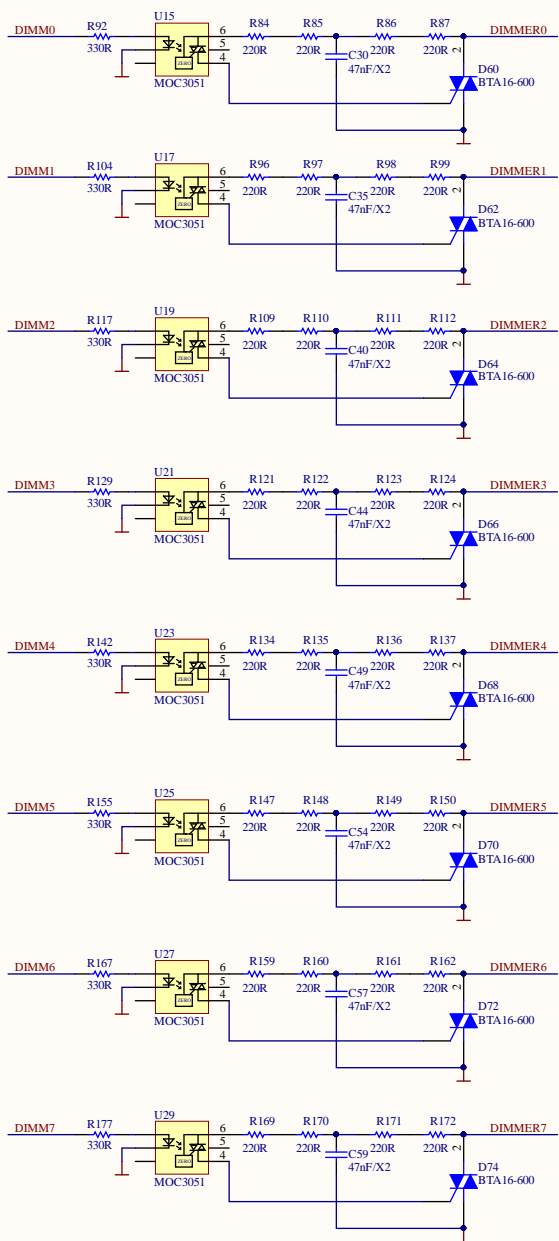 U15
DIMM0 R92 6 R84 R85 R86 R87 DIMMER0
330R 5 220R 220R C30 220R 220R 2
ZERO 4 47nF/X2 D60
MOC3051 BTA16-600
U17
DIMM1 R104 6 R96 R97 R98 R99 DIMMER1
330R 5 220R 220R C35 220R 220R 2
ZERO 4 47nF/X2 D62
MOC3051 BTA16-600
U19
DIMM2 R117 6 R109 R110 R111 R112 DIMMER2
330R 5 220R 220R C40 220R 220R 2
ZERO 4 47nF/X2 D64
MOC3051 BTA16-600
U21
DIMM3 R129 6 R121 R122 R123 R124 DIMMER3
330R 5 220R 220R C44 220R 220R 2
ZERO 4 47nF/X2 D66
MOC3051 BTA16-600
U23
DIMM4 R142 6 R134 R135 R136 R137 DIMMER4
330R 5 220R 220R C49 220R 220R 2
ZERO 4 47nF/X2 D68
MOC3051 BTA16-600
U25
DIMM5 R155 6 R147 R148 R149 R150 DIMMER5
330R 5 220R 220R C54 220R 220R 2
ZERO 4 47nF/X2 D70
MOC3051 BTA16-600
U27
DIMM6 R167 6 R159 R160 R161 R162 DIMMER6
330R 5 220R 220R C57 220R 220R 2
ZERO 4 47nF/X2 D72
MOC3051 BTA16-600
U29
DIMM7 R177 6 R169 R170 R171 R172 DIMMER7
330R 5 220R 220R C59 220R 220R 2
ZERO 4 47nF/X2 D74
MOC3051 BTA16-600